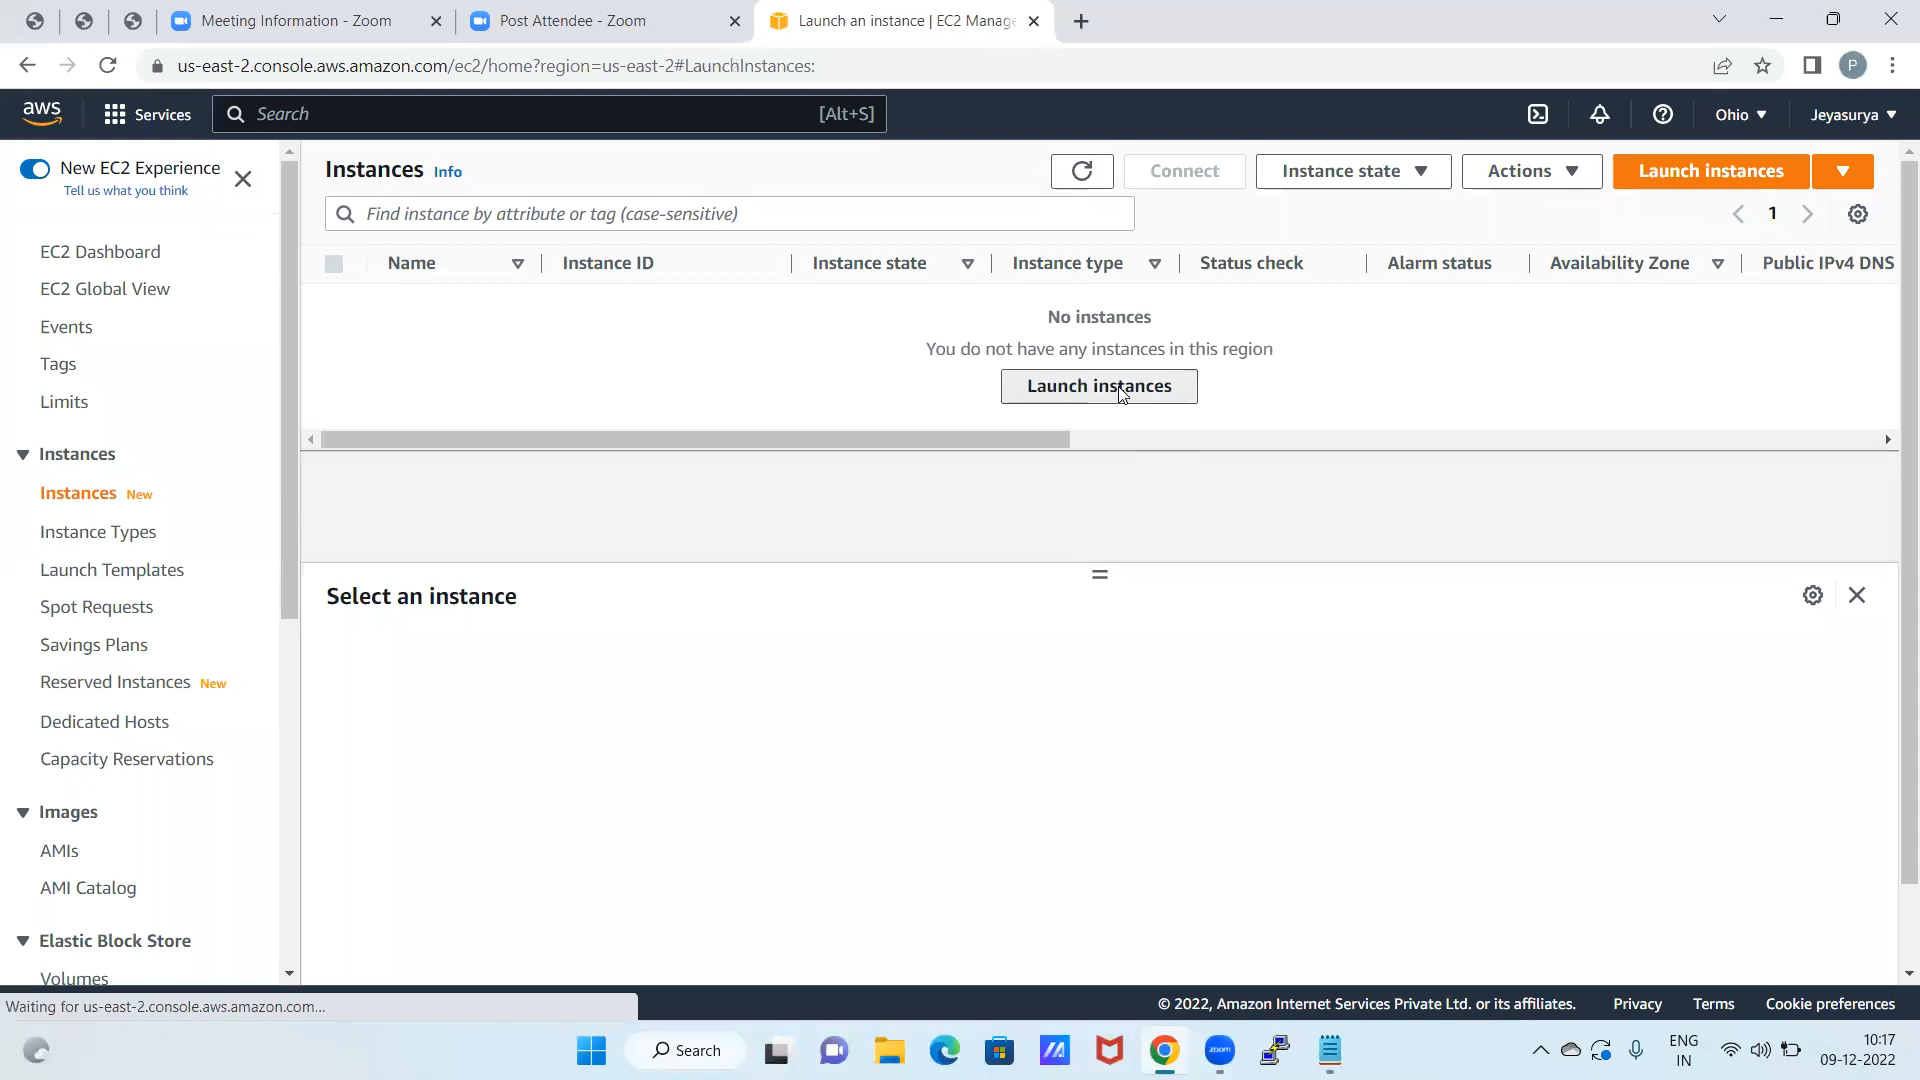 Meeting Information - Zoom
Post Attendee - Zoom
Launch an instance | EC2 Manage
us-east-2.console.aws.amazon.com/ec2/home?region=us-east-2#LaunchInstances:
P
aws
Services
Search
[Alt+S]
Ohio
Jeyasurya
New EC2 Experience
Tell us what you think
EC2 Dashboard
EC2 Global View
Events
Tags
Limits
Instances
Instances New
Instance Types
Launch Templates
Spot Requests
Savings Plans
Reserved Instances New
Dedicated Hosts
Capacity Reservations
Images
AMIs
AMI Catalog
Elastic Block Store
Volumes
Instances Info
Connect
Instance state
Actions
Launch instances
Find instance by attribute or tag (case-sensitive)
1
Name
Instance ID
Instance state
Instance type
Status check
Alarm status
Availability Zone
Public IPv4 DNS
No instances
You do not have any instances in this region
Launch instances
Select an instance
Waiting for us-east-2.console.aws.amazon.com...
© 2022, Amazon Internet Services Private Ltd. or its affiliates.
Privacy
Terms
Cookie preferences
Search
zoom
ENG
IN
10:17
09-12-2022